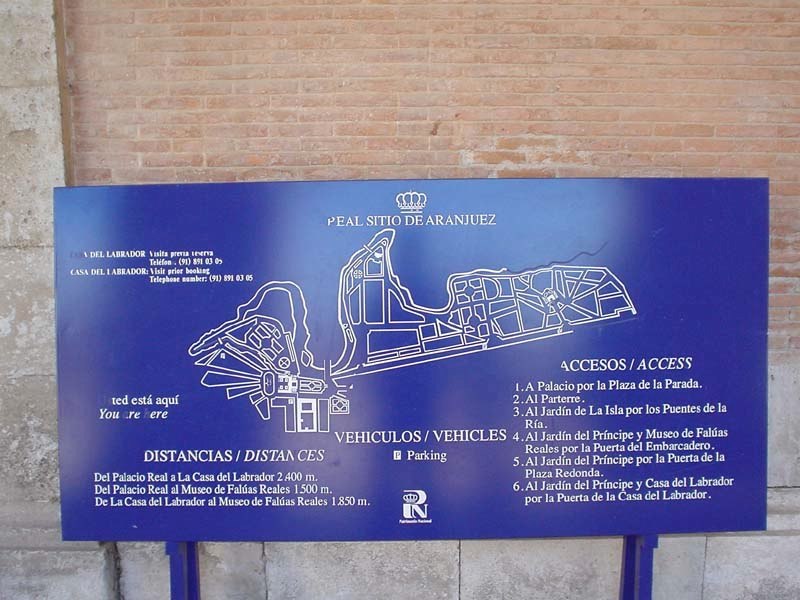 REAL SITIO DE ARANJUEZ
CASA DEL LABRADOR Visita previa reserva
Teléfon . (91) 891 03 05
CASA DEL LABRADOR: Visit prior booking
Telephone number: (91) 891 03 05
ted está aquí
You are here
DISTANCIAS / DISTANCES
Del Palacio Real a La Casa del Labrador 2.400 m.
Del Palacio Real al Museo de Falúas Reales 1.500 m.
De La Casa del Labrador al Museo de Falúas Reales 1.850 m.
VEHICULOS / VEHICLES
P Parking
Patrimonio Nacional
ACCESOS / ACCESS
1. A Palacio por la Plaza de la Parada.
2. Al Parterre.
3. Al Jardín de La Isla por los Puentes de la
Ría.
4. Al Jardín del Príncipe y Museo de Falúas
Reales por la Puerta del Embarcadero.
5. Al Jardín del Príncipe por la Puerta de la
Plaza Redonda.
6. Al Jardín del Príncipe y Casa del Labrador
por la Puerta de la Casa del Labrador.